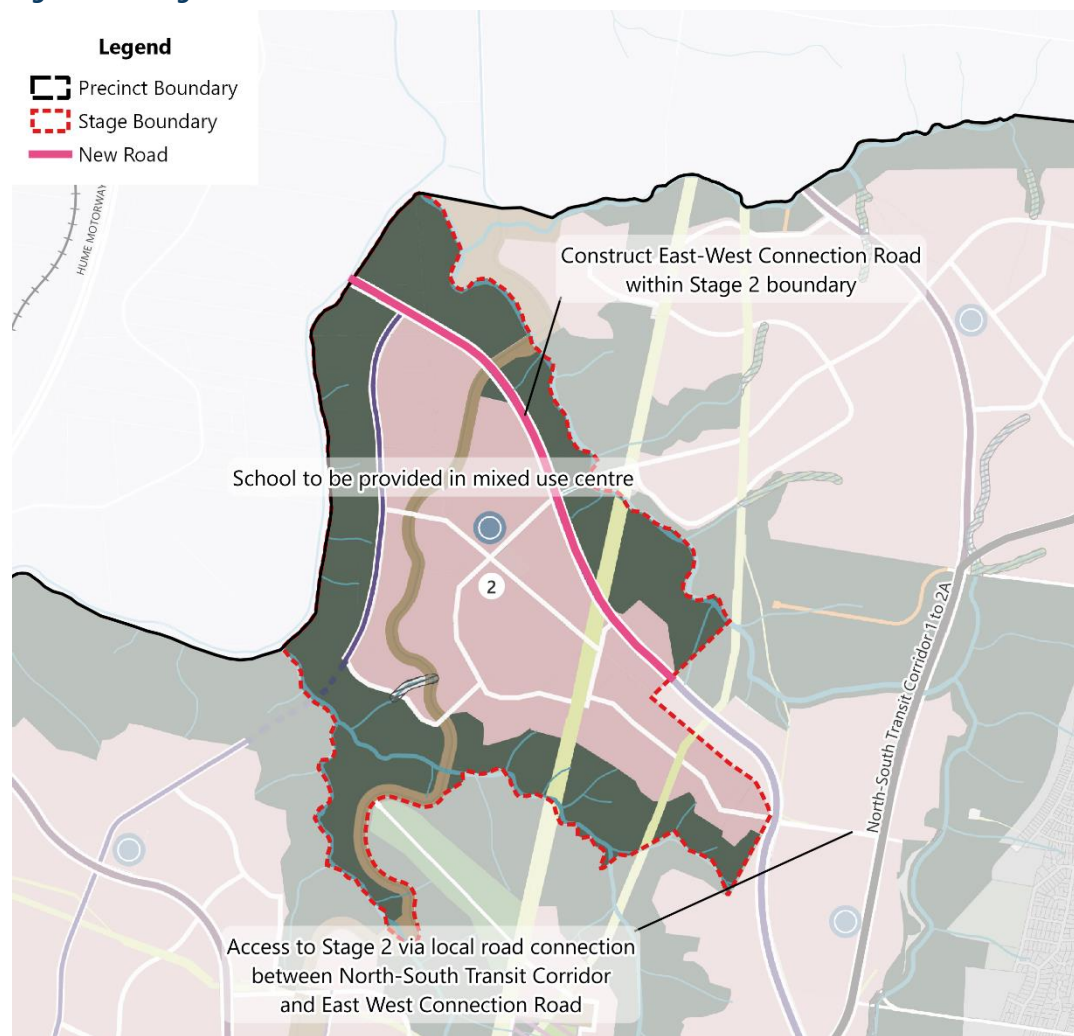 Legend
Precinct Boundary
Stage Boundary
New Road
HUME MOTORWAY
Construct East-West Connection Road
within Stage 2 boundary
School to be provided in mixed use centre
2
North-South Transit Corridor 1 to 2A
Access to Stage 2 via local road connection
between North-South Transit Corridor
and East West Connection Road